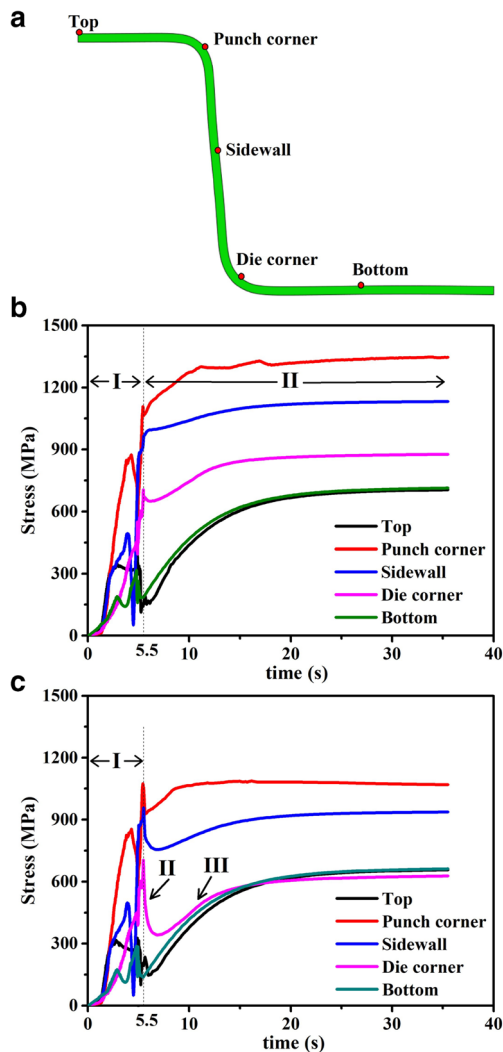 a
Top
Punch corner
Sidewall
Die corner
Bottom
b
1500
1200
900
600
300
0
Stress (MPa)
I
II
Top
Punch corner
Sidewall
Die corner
Bottom
0
5.5
10
20
30
40
time (s)
c
1500
1200
900
600
300
0
Stress (MPa)
I
II
III
Top
Punch corner
Sidewall
Die corner
Bottom
0
5.5
10
20
30
40
time (s)